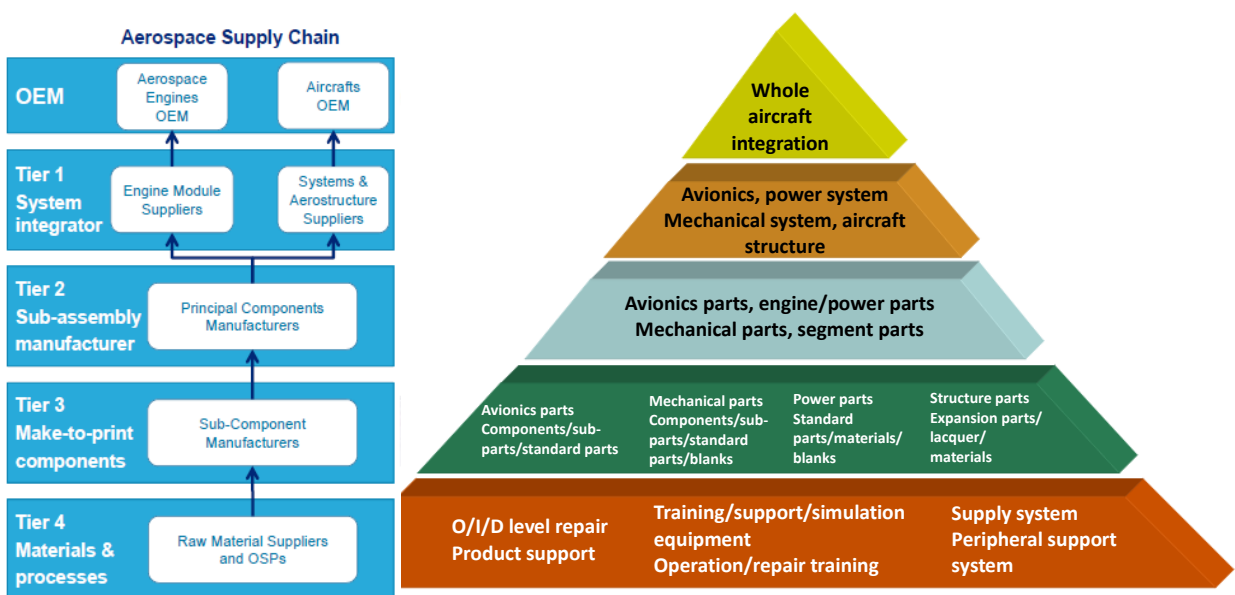 Aerospace Supply Chain
OEM
Aerospace
Engines
OEM
Aircrafts
OEM
Tier 1
System
integrator
Engine Module
Suppliers
Systems &
Aerostructure
Suppliers
Tier 2
Sub-assembly
manufacturer
Principal Components
Manufacturers
Tier 3
Make-to-print
components
Sub-Component
Manufacturers
Tier 4
Materials &
processes
Raw Material Suppliers
and OSPs
Whole
aircraft
integration
Avionics, power system
Mechanical system, aircraft
structure
Avionics parts, engine/power parts
Mechanical parts, segment parts
Avionics parts
Components/sub-
parts/standard parts
Mechanical parts
Components/sub-
parts/standard
parts/blanks
Power parts
Standard
parts/materials/
blanks
Structure parts
Expansion parts/
lacquer/
materials
O/I/D level repair
Product support
Training/support/simulation
equipment
Operation/repair training
Supply system
Peripheral support
system